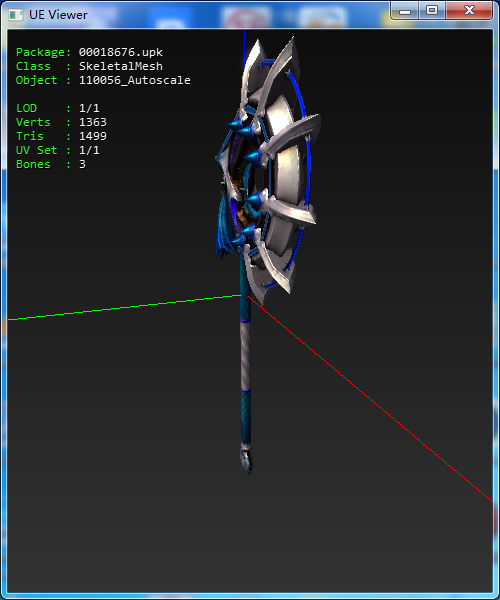 UE Viewer
Package: 00018676.upk
Class : SkeletalMesh
Object : 110056_Autoscale
LOD : 1/1
Verts : 1363
Tris : 1499
UV Set : 1/1
Bones : 3